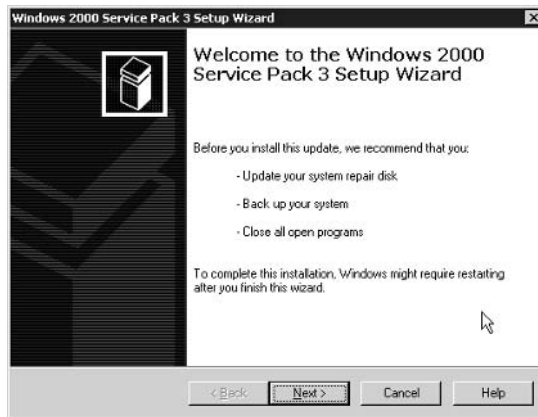 Windows 2000 Service Pack 3 Setup Wizard
Welcome to the Windows 2000
Service Pack 3 Setup Wizard
Before you install this update, we recommend that you:
- Update your system repair disk
- Back up your system
- Close all open programs
To complete this installation, Windows might require restarting
after you finish this wizard.
< Back Next > Cancel Help